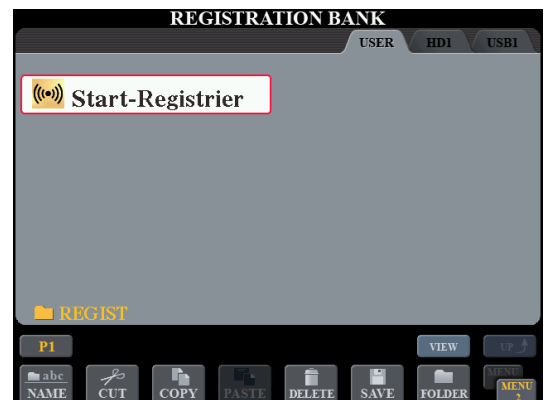 REGISTRATION BANK
USER HD1 USB1
Start-Registrier
REGIST
P1 VIEW UP
abc MENU
NAME CUT COPY PASTE DELETE SAVE FOLDER MENU
2